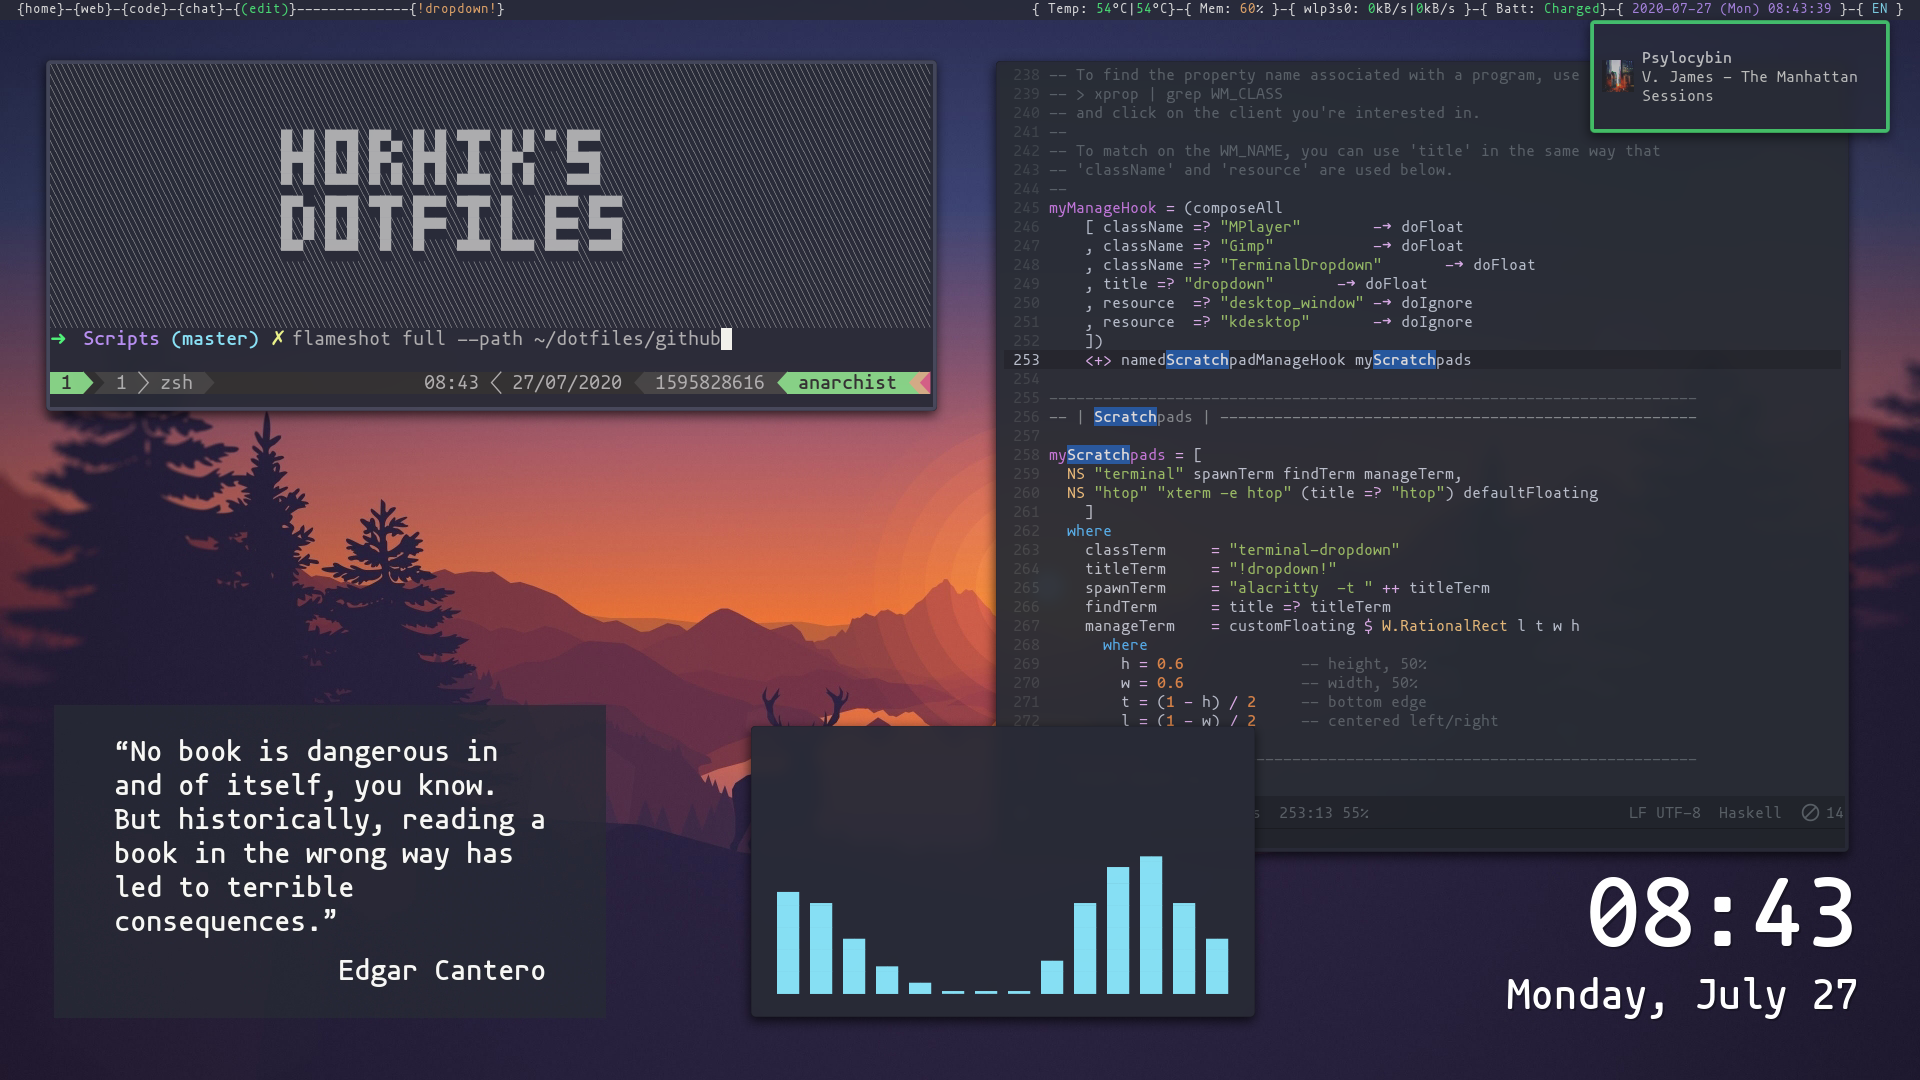 {home}-{web}-{code}-{chat}-{(edit)}--------------{!dropdown!}
{ Temp: 54°C|54°C}-{ Mem: 60% }-{ wlp3s0: 0kB/s|0kB/s }-{ Batt: Charged}-{ 2020-07-27 (Mon) 08:43:39 }-{ EN }
Psylocybin
V. James – The Manhattan
Sessions
HORHIK'S
DOTFILES
➜ Scripts (master) ✗ flameshot full --path ~/dotfiles/github
1 1 zsh 08:43 27/07/2020 1595828616 anarchist
238 -- To find the property name associated with a program, use
239 -- > xprop | grep WM_CLASS
240 -- and click on the client you're interested in.
241 --
242 -- To match on the WM_NAME, you can use 'title' in the same way that
243 -- 'className' and 'resource' are used below.
244 --
245 myManageHook = (composeAll
246 [ className =? "MPlayer" --> doFloat
247 , className =? "Gimp" --> doFloat
248 , className =? "TerminalDropdown" --> doFloat
249 , title =? "dropdown" --> doFloat
250 , resource =? "desktop_window" --> doIgnore
251 , resource =? "kdesktop" --> doIgnore
252 ])
253 <+> namedScratchpadManageHook myScratchpads
254
255 ------------------------------------------------------------------------
256 -- | Scratchpads | -----------------------------------------------------
257
258 myScratchpads = [
259 NS "terminal" spawnTerm findTerm manageTerm,
260 NS "htop" "xterm -e htop" (title =? "htop") defaultFloating
261 ]
262 where
263 classTerm = "terminal-dropdown"
264 titleTerm = "!dropdown!"
265 spawnTerm = "alacritty -t " ++ titleTerm
266 findTerm = title =? titleTerm
267 manageTerm = customFloating $ W.RationalRect l t w h
268 where
269 h = 0.6 -- height, 50%
270 w = 0.6 -- width, 50%
271 t = (1 - h) / 2 -- bottom edge
272 l = (1 - w) / 2 -- centered left/right
253:13 55% LF UTF-8 Haskell 14
“No book is dangerous in
and of itself, you know.
But historically, reading a
book in the wrong way has
led to terrible
consequences.”
Edgar Cantero
08:43
Monday, July 27